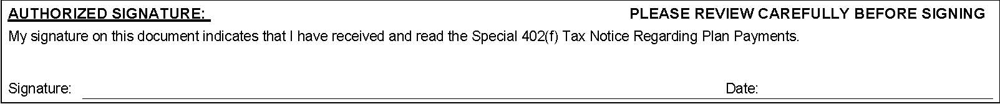 AUTHORIZED SIGNATURE: PLEASE REVIEW CAREFULLY BEFORE SIGNING
My signature on this document indicates that I have received and read the Special 402(f) Tax Notice Regarding Plan Payments.
Signature: Date: